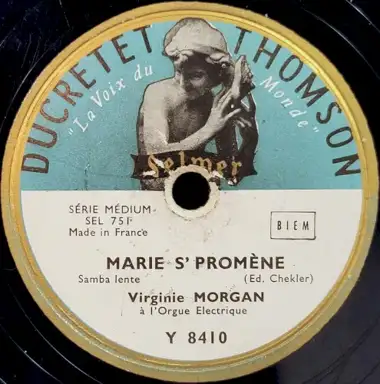 DUCRETET THOMSON
"La Voix du Monde"
Selmer
SÉRIE MÉDIUM
SEL 751
Made in France
BIEM
MARIE S' PROMÈNE
Samba lente (Ed. Chekler)
Virginie MORGAN
à l'Orgue Electrique
Y 8410